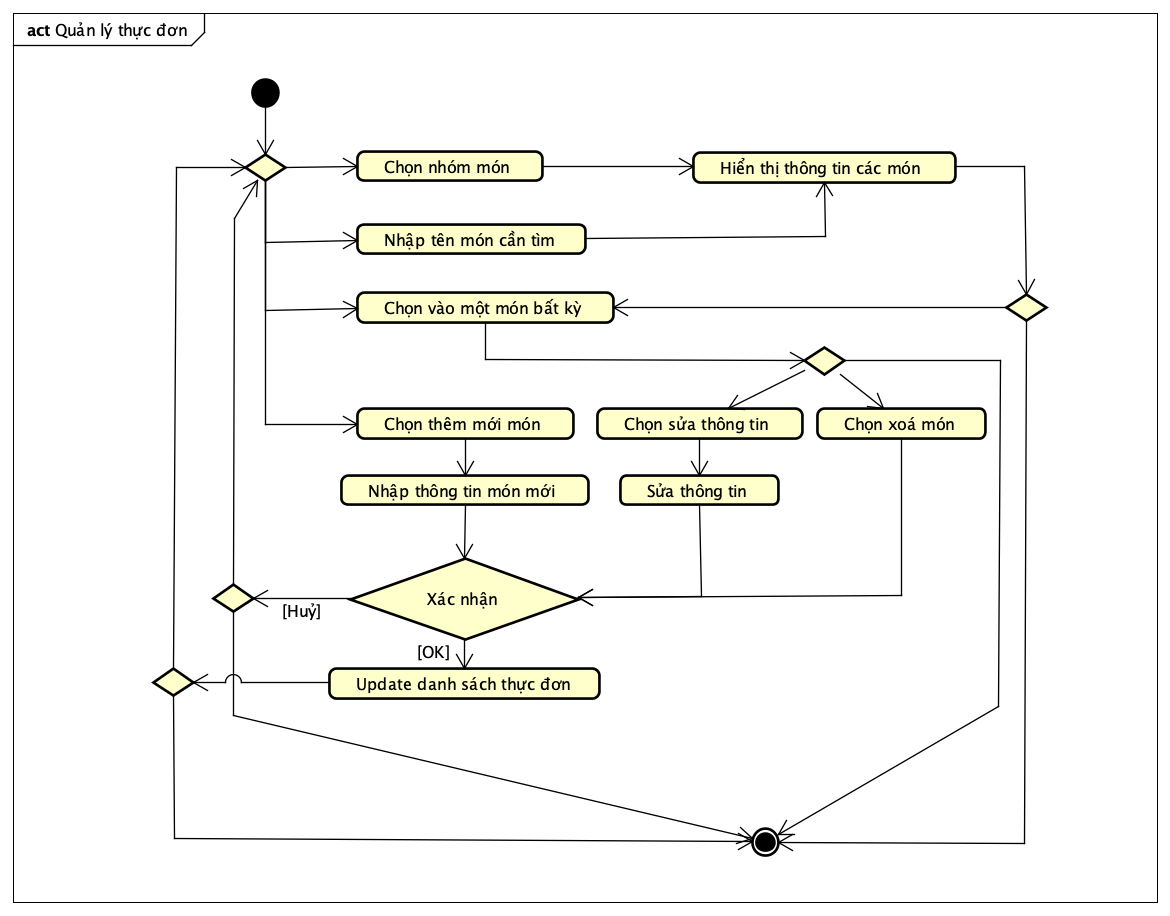 act Quản lý thực đơn
Chọn nhóm món
Hiển thị thông tin các món
Nhập tên món cần tìm
Chọn vào một món bất kỳ
Chọn thêm mới món
Chọn sửa thông tin
Chọn xoá món
Nhập thông tin món mới
Sửa thông tin
Xác nhận
[Huỷ]
[OK]
Update danh sách thực đơn